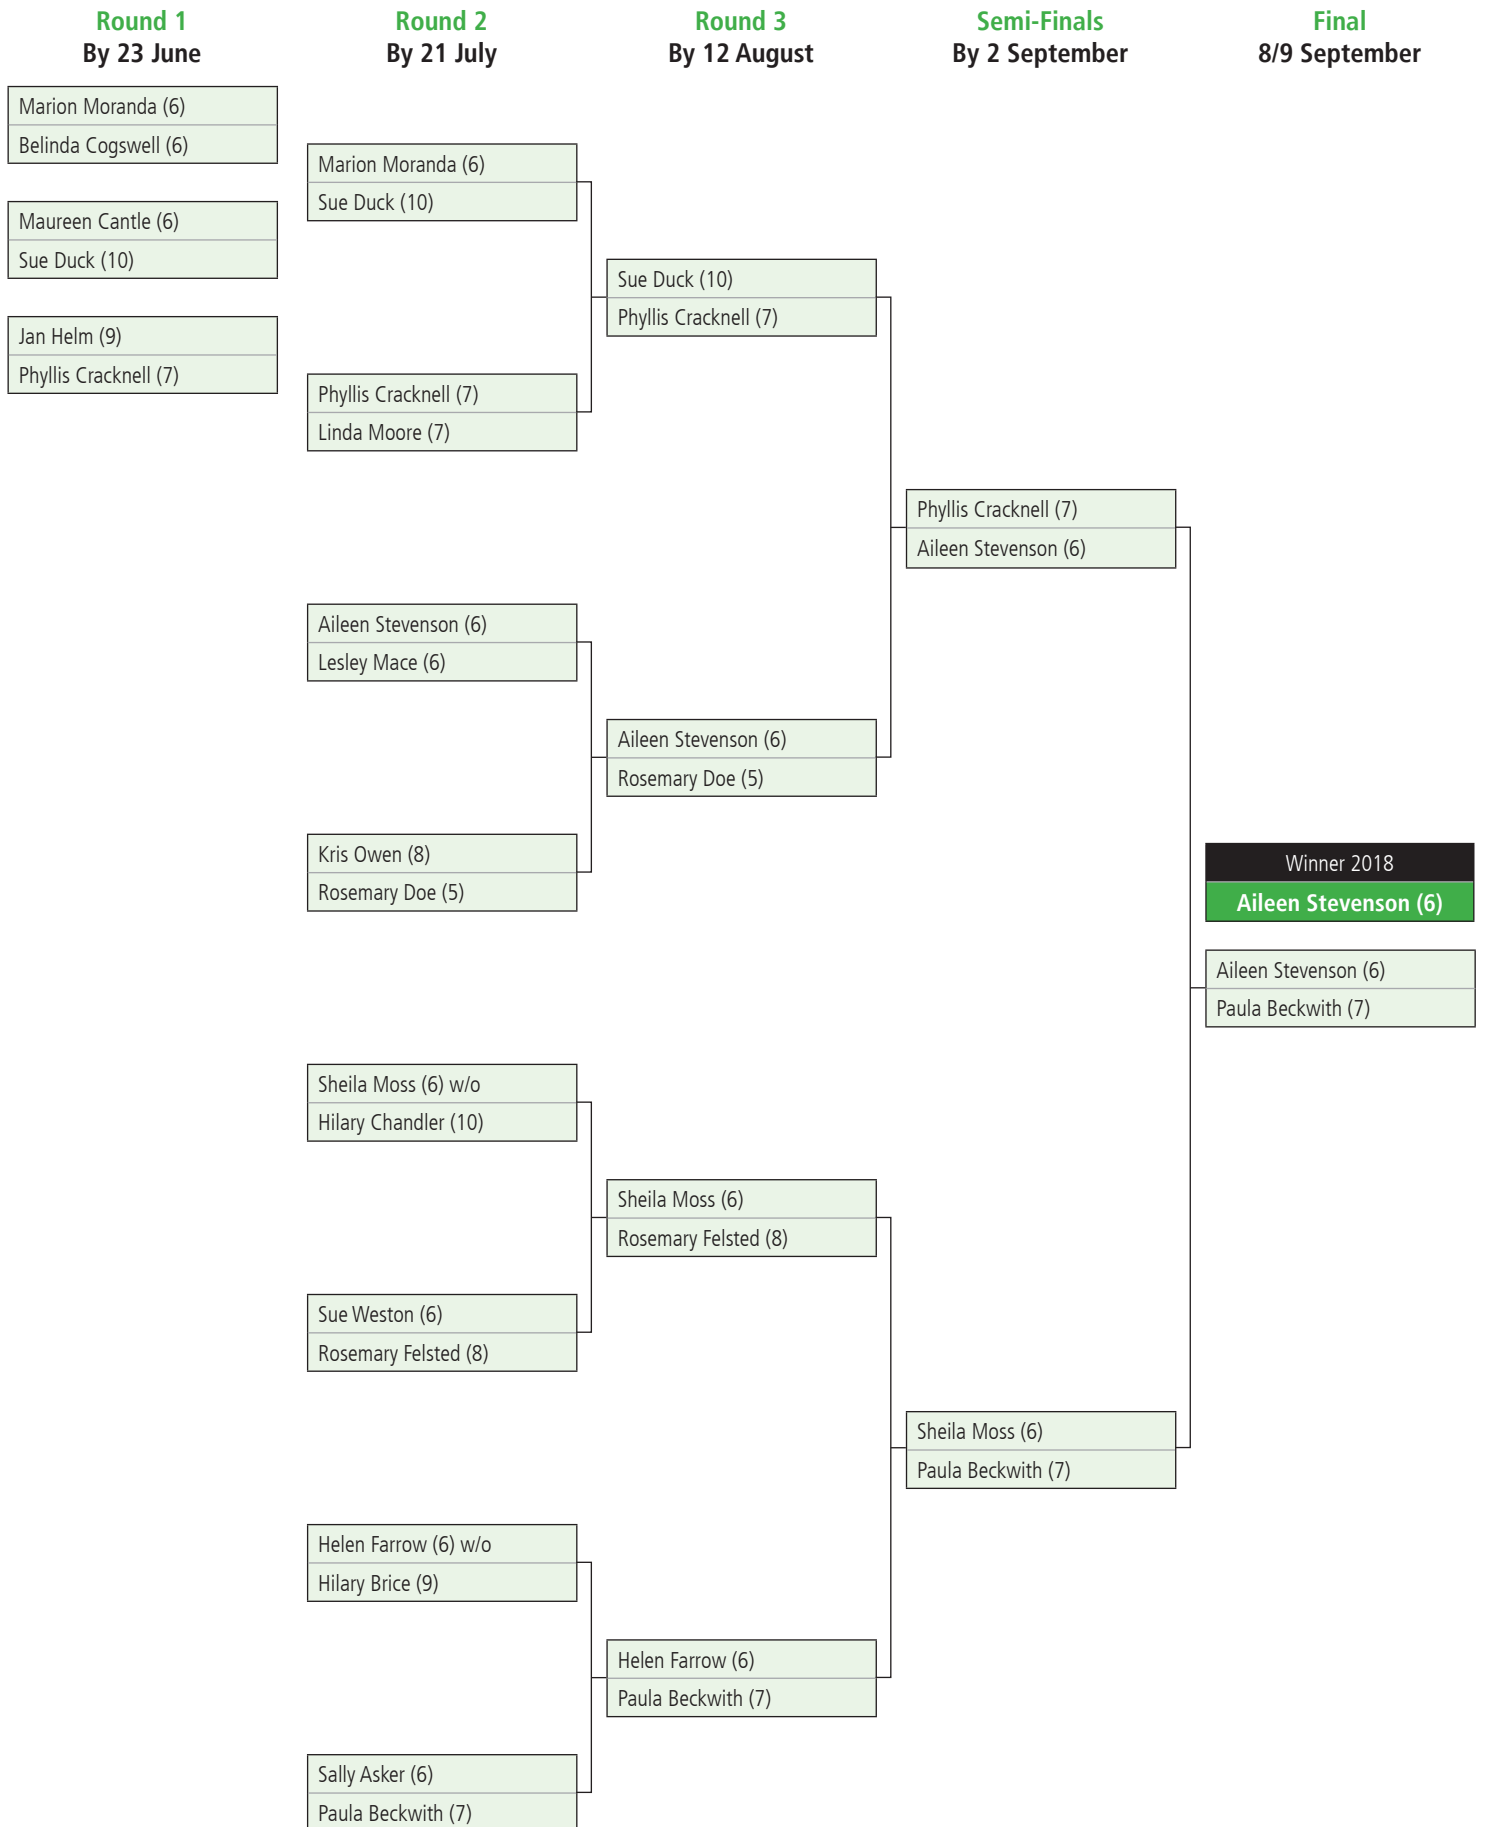 Round 1
By 23 June
Marion Moranda (6)
Belinda Cogswell (6)
Maureen Cantle (6)
Sue Duck (10)
Jan Helm (9)
Phyllis Cracknell (7)
Round 2
By 21 July
Marion Moranda (6)
Sue Duck (10)
Phyllis Cracknell (7)
Linda Moore (7)
Aileen Stevenson (6)
Lesley Mace (6)
Kris Owen (8)
Rosemary Doe (5)
Sheila Moss (6) w/o
Hilary Chandler (10)
Sue Weston (6)
Rosemary Felsted (8)
Helen Farrow (6) w/o
Hilary Brice (9)
Sally Asker (6)
Paula Beckwith (7)
Round 3
By 12 August
Sue Duck (10)
Phyllis Cracknell (7)
Aileen Stevenson (6)
Rosemary Doe (5)
Sheila Moss (6)
Rosemary Felsted (8)
Helen Farrow (6)
Paula Beckwith (7)
Semi-Finals
By 2 September
Phyllis Cracknell (7)
Aileen Stevenson (6)
Sheila Moss (6)
Paula Beckwith (7)
Final
8/9 September
Winner 2018
Aileen Stevenson (6)
Aileen Stevenson (6)
Paula Beckwith (7)